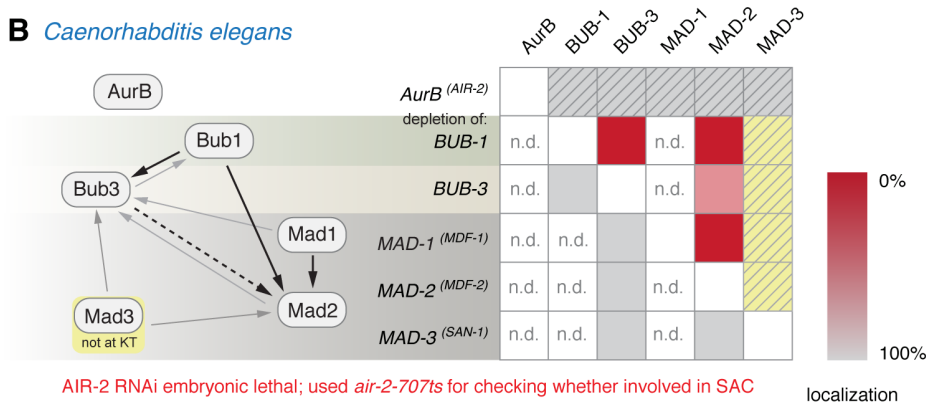 B Caenorhabditis elegans
AurB BUB-1 BUB-3 MAD-1 MAD-2 MAD-3
AurB
AurB (AIR-2)
depletion of:
Bub1
BUB-1 n.d. n.d.
Bub3
BUB-3 n.d. n.d.
0%
Mad1
MAD-1 (MDF-1) n.d. n.d.
Mad2
MAD-2 (MDF-2) n.d. n.d. n.d.
Mad3
not at KT
MAD-3 (SAN-1) n.d. n.d. n.d.
100%
AIR-2 RNAi embryonic lethal; used air-2-707ts for checking whether involved in SAC
localization